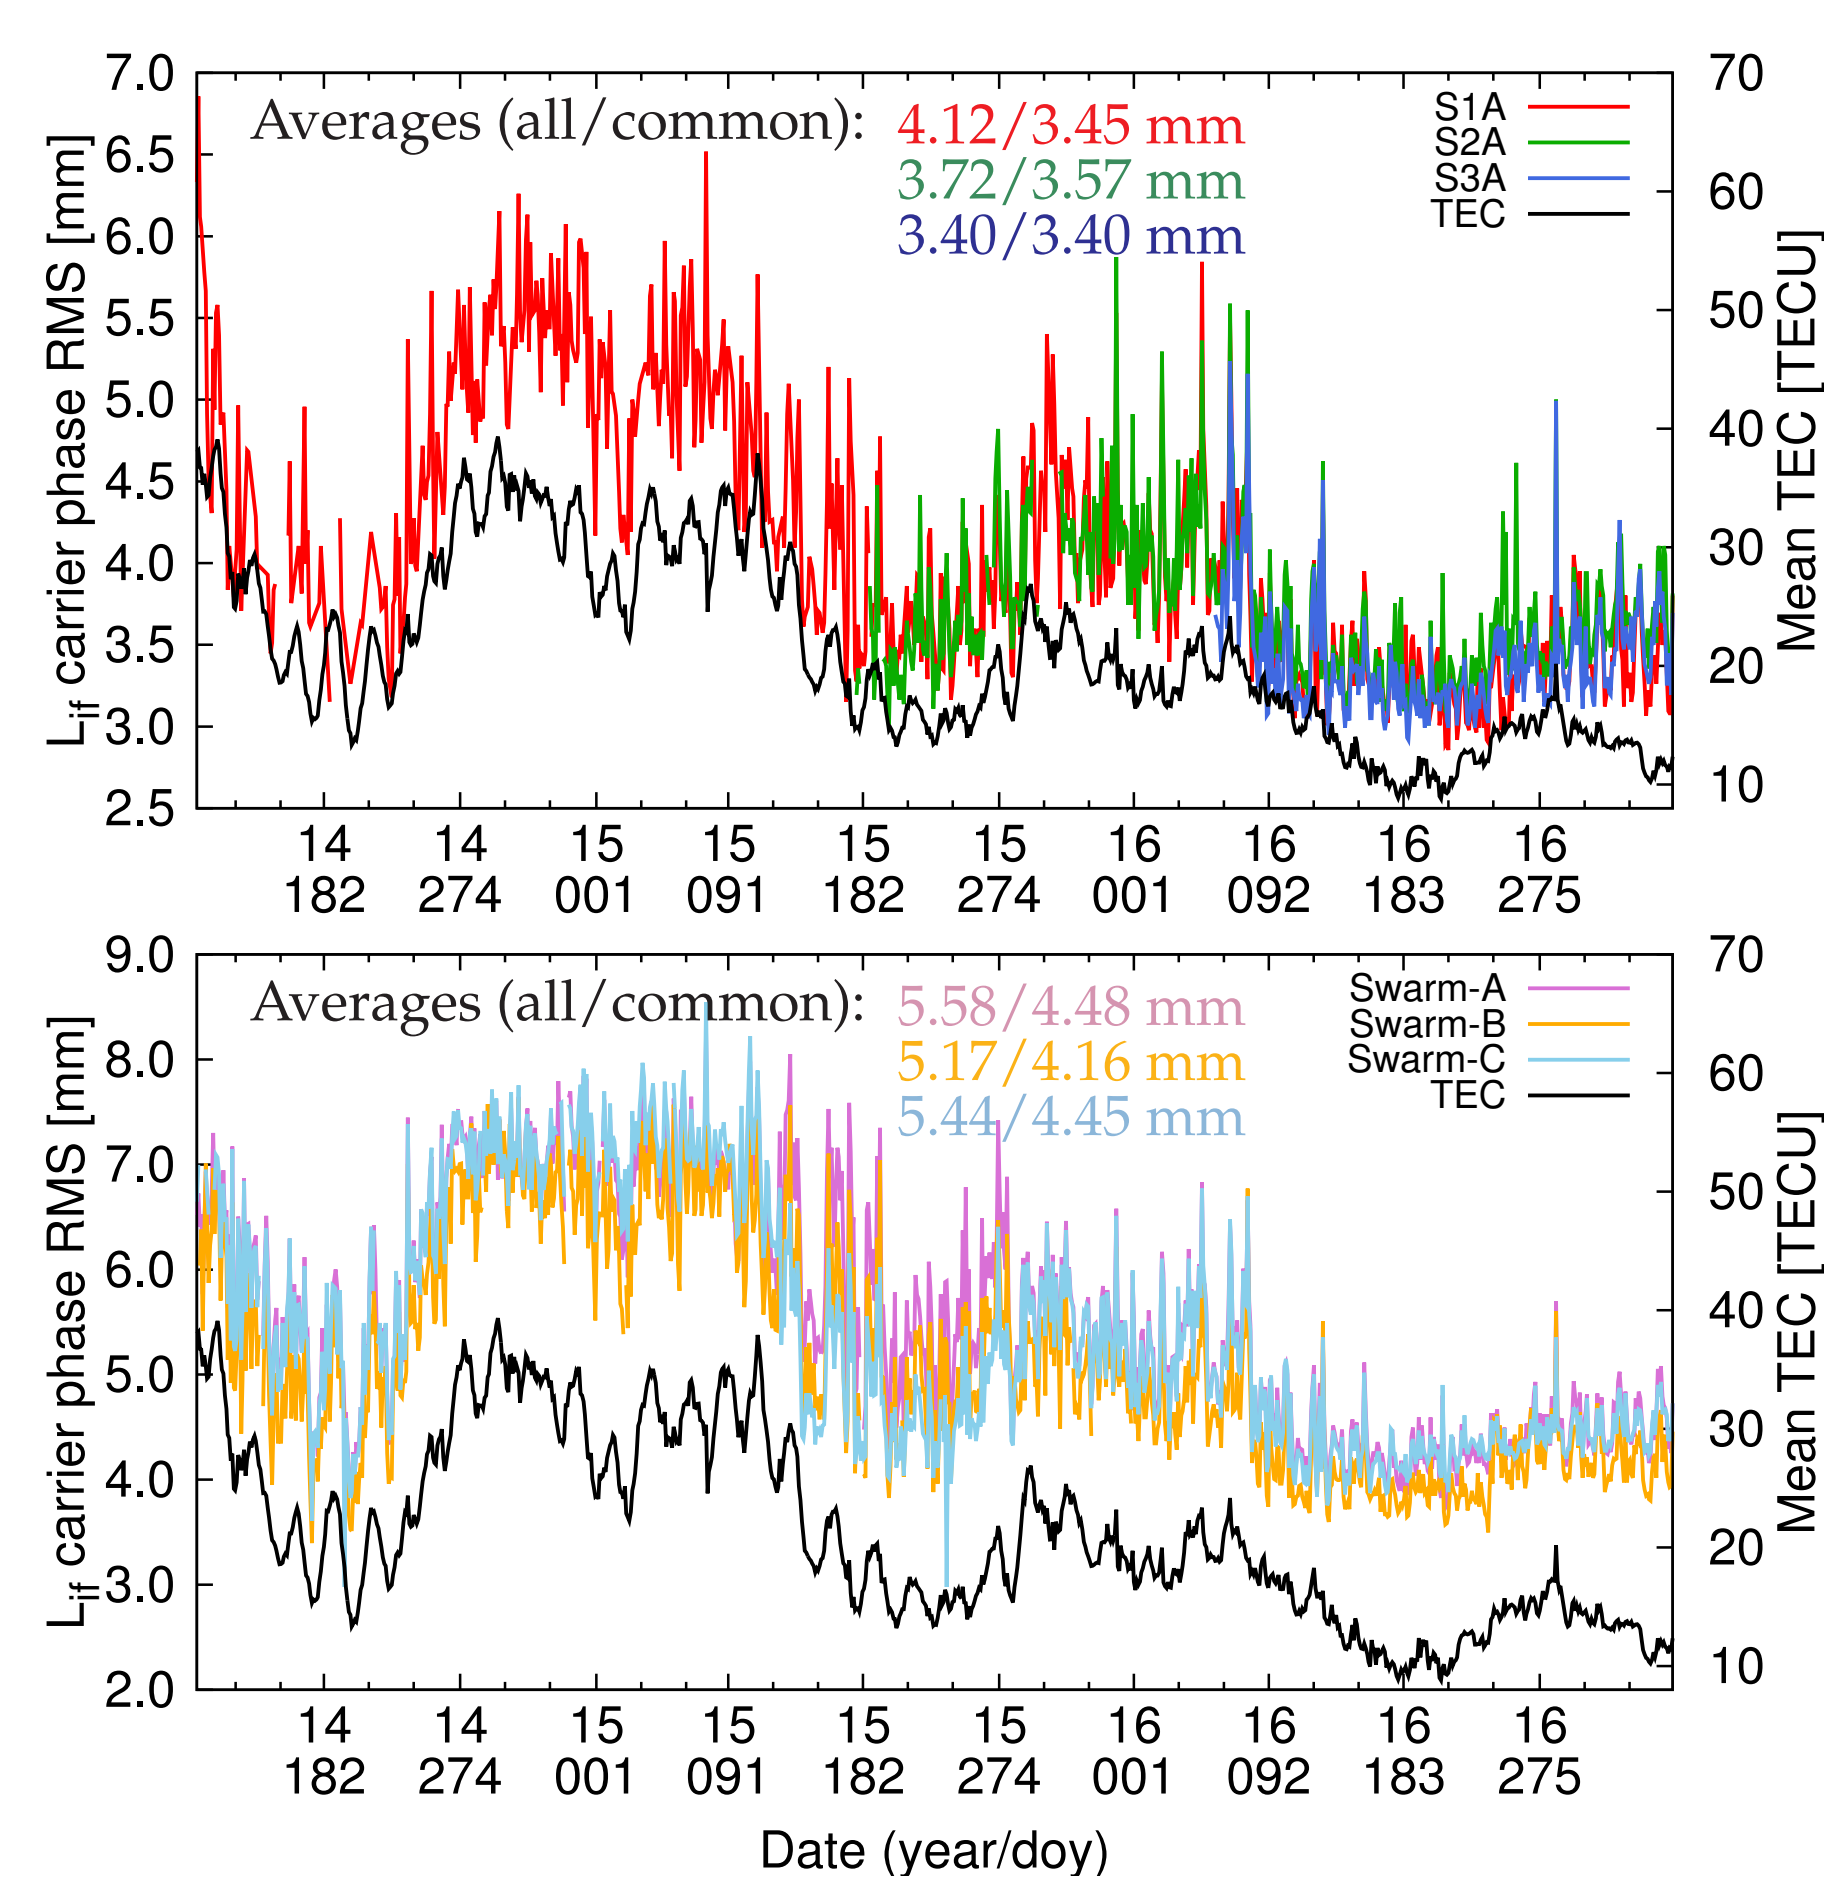 7.0
6.5
6.0
5.5
5.0
4.5
4.0
3.5
3.0
2.5
L_if carrier phase RMS [mm]
Averages (all/common): 4.12/3.45 mm
3.72/3.57 mm
3.40/3.40 mm
S1A
S2A
S3A
TEC
70
60
50
40
30
20
10
Mean TEC [TECU]
14 14 15 15 15 15 16 16 16 16
182 274 001 091 182 274 001 092 183 275
9.0
8.0
7.0
6.0
5.0
4.0
3.0
2.0
L_if carrier phase RMS [mm]
Averages (all/common): 5.58/4.48 mm
5.17/4.16 mm
5.44/4.45 mm
Swarm-A
Swarm-B
Swarm-C
TEC
70
60
50
40
30
20
10
Mean TEC [TECU]
14 14 15 15 15 15 16 16 16 16
182 274 001 091 182 274 001 092 183 275
Date (year/doy)